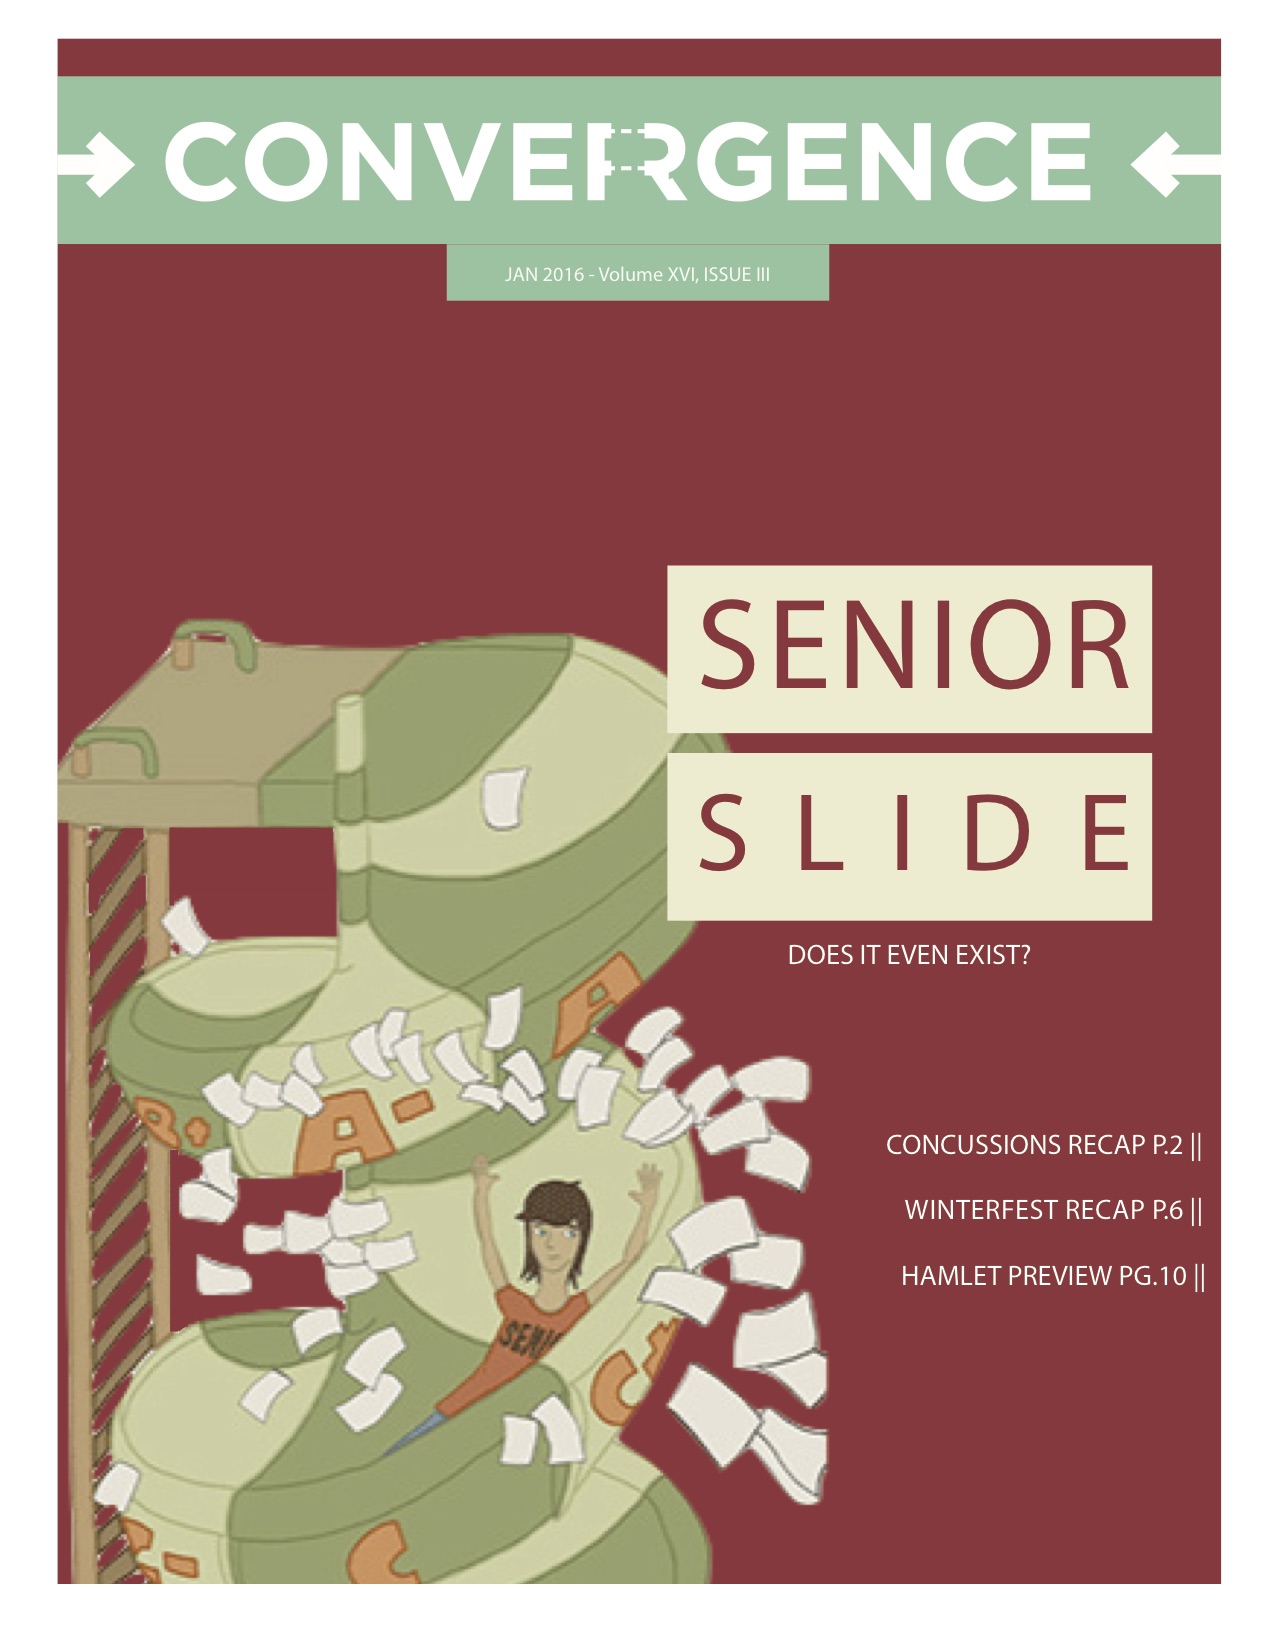 CONVERGENCE
JAN 2016 - Volume XVI, ISSUE III
SENIOR
SLIDE
DOES IT EVEN EXIST?
A
A-
B+
CONCUSSIONS RECAP P.2 ||
WINTERFEST RECAP P.6 ||
HAMLET PREVIEW PG.10 ||
SENI
C+
C
C-